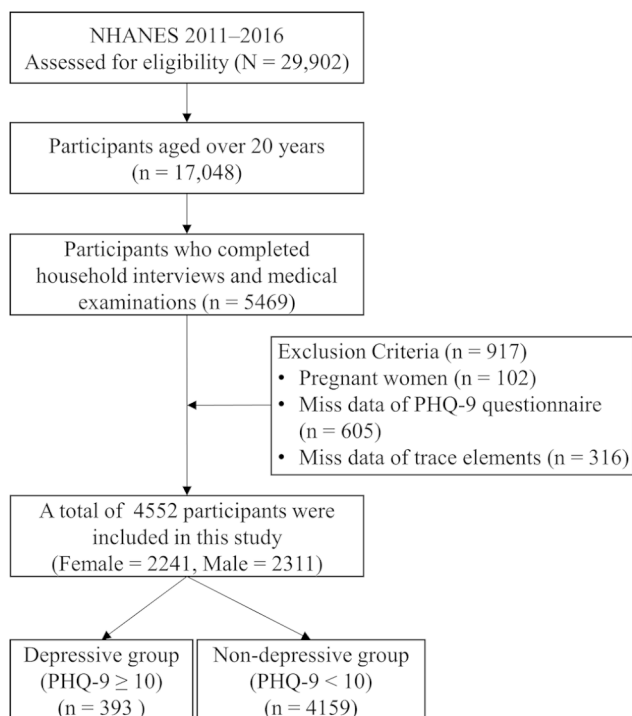 NHANES 2011–2016
Assessed for eligibility (N = 29,902)
Participants aged over 20 years
(n = 17,048)
Participants who completed
household interviews and medical
examinations (n = 5469)
Exclusion Criteria (n = 917)
• Pregnant women (n = 102)
• Miss data of PHQ-9 questionnaire
(n = 605)
• Miss data of trace elements (n = 316)
A total of 4552 participants were
included in this study
(Female = 2241, Male = 2311)
Depressive group
(PHQ-9 ≥ 10)
(n = 393 )
Non-depressive group
(PHQ-9 < 10)
n = 4159)